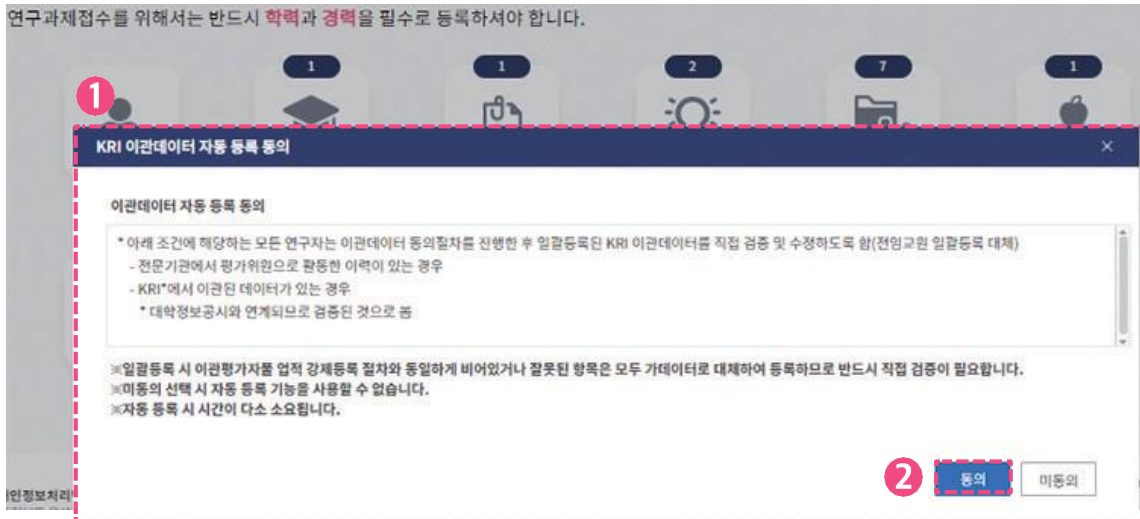 연구과제접수를 위해서는 반드시 학력과 경력을 필수로 등록하셔야 합니다.
1 1 2 7 1
1
KRI 이관데이터 자동 등록 동의 ×
이관데이터 자동 등록 동의
* 아래 조건에 해당하는 모든 연구자는 이관데이터 동의절차를 진행한 후 일괄등록된 KRI 이관데이터를 직접 검증 및 수정하도록 함(전임교원 일괄등록 대체)
- 전문기관에서 평가위원으로 활동한 이력이 있는 경우
- KRI*에서 이관된 데이터가 있는 경우
* 대학정보공시와 연계되므로 검증된 것으로 봄
※일괄등록 시 이관평가자몰 업적 강제등록 절차와 동일하게 비어있거나 잘못된 항목은 모두 가데이터로 대체하여 등록하므로 반드시 직접 검증이 필요합니다.
※미동의 선택 시 자동 등록 기능을 사용할 수 없습니다.
※자동 등록 시 시간이 다소 소요됩니다.
2 동의 미동의
개인정보처리